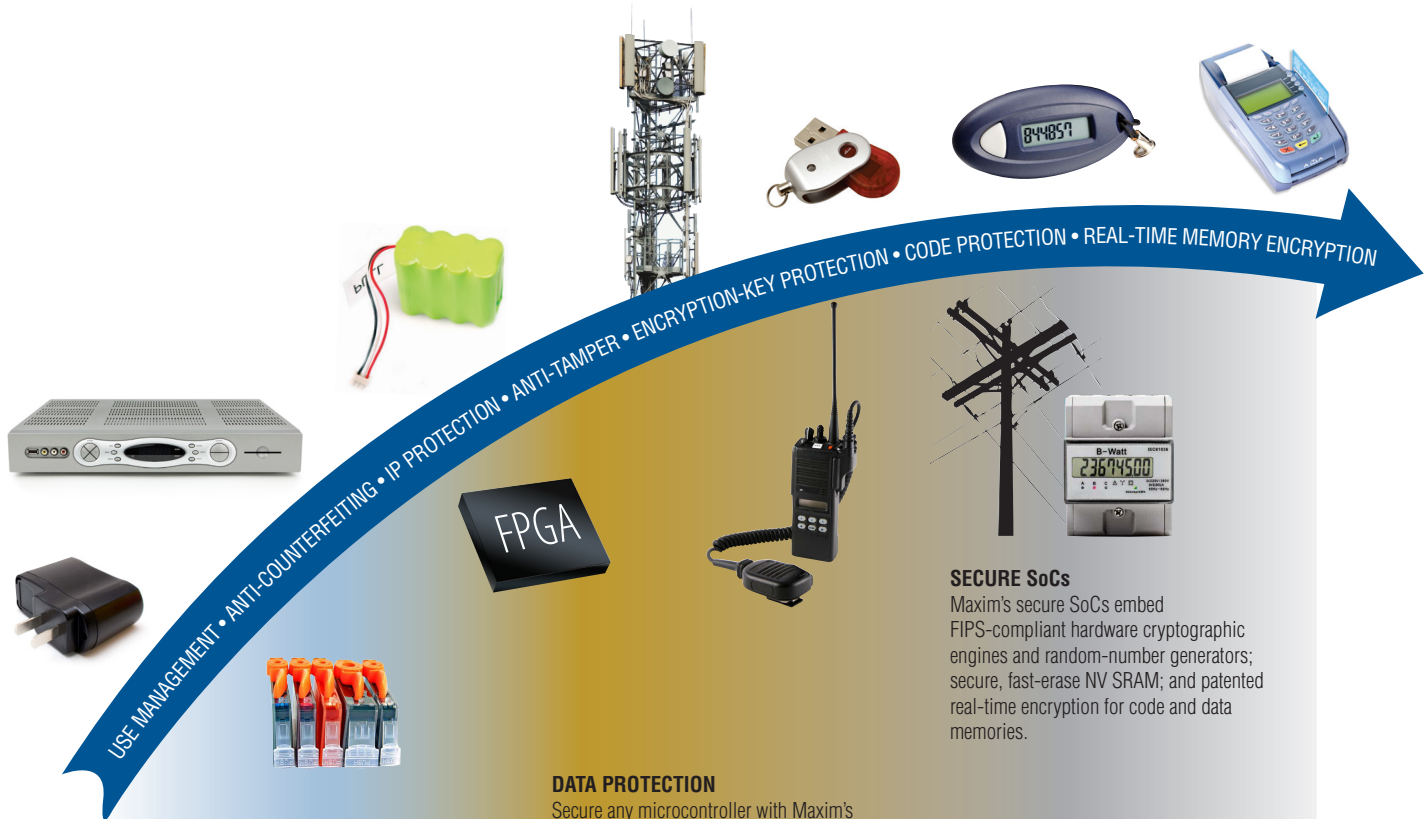 844857
USE MANAGEMENT • ANTI-COUNTERFEITING • IP PROTECTION • ANTI-TAMPER • ENCRYPTION-KEY PROTECTION • CODE PROTECTION • REAL-TIME MEMORY ENCRYPTION
FPGA
B-Watt
23674500
SECURE SoCs
Maxim's secure SoCs embed
FIPS-compliant hardware cryptographic
engines and random-number generators;
secure, fast-erase NV SRAM; and patented
real-time encryption for code and data
memories.
DATA PROTECTION
Secure any microcontroller with Maxim's